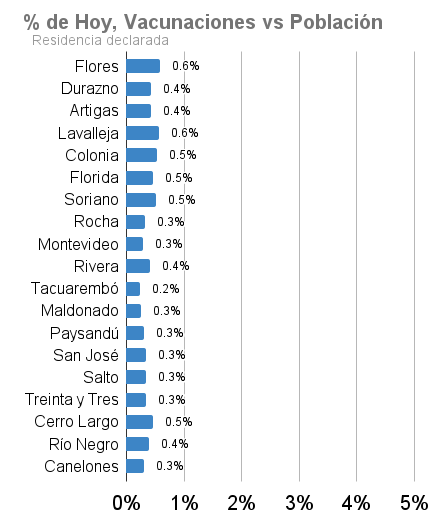 % de Hoy, Vacunaciones vs Población
Residencia declarada
Flores 0.6%
Durazno 0.4%
Artigas 0.4%
Lavalleja 0.6%
Colonia 0.5%
Florida 0.5%
Soriano 0.5%
Rocha 0.3%
Montevideo 0.3%
Rivera 0.4%
Tacuarembó 0.2%
Maldonado 0.3%
Paysandú 0.3%
San José 0.3%
Salto 0.3%
Treinta y Tres 0.3%
Cerro Largo 0.5%
Río Negro 0.4%
Canelones 0.3%
0% 1% 2% 3% 4% 5%